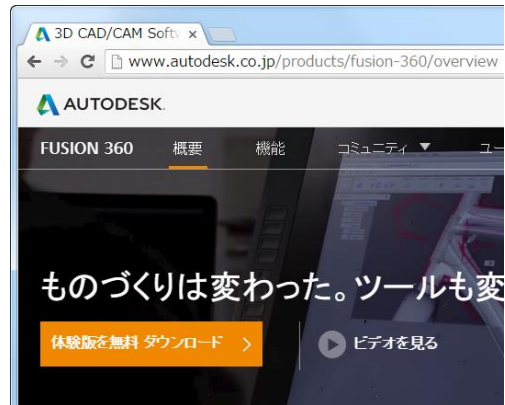 3D CAD/CAM Soft
www.autodesk.co.jp/products/fusion-360/overview
AUTODESK.
FUSION 360 概要 機能 コミュニティ ▼ ユー
ものづくりは変わった。ツールも変
体験版を無料 ダウンロード >
ビデオを見る